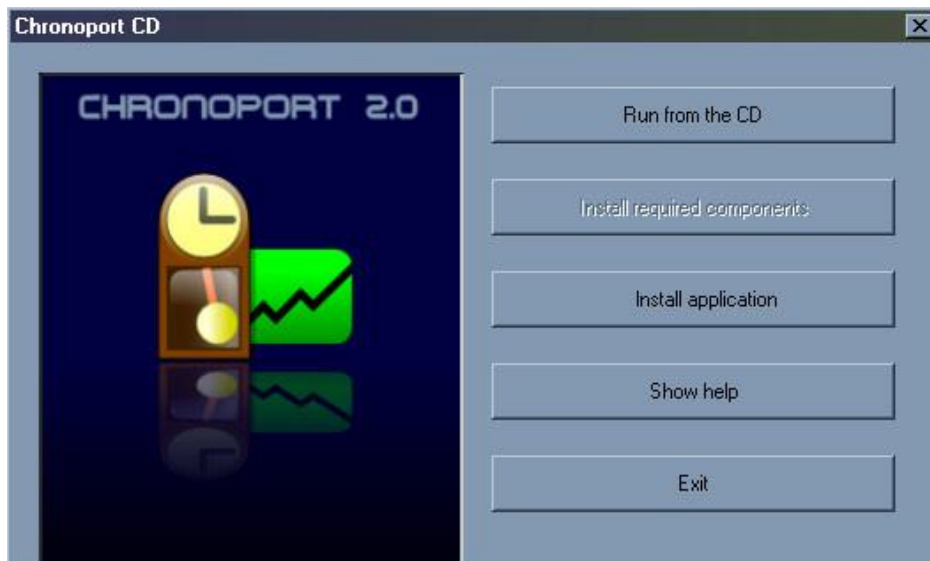 Chronoport CD
CHRONOPORT 2.0
Run from the CD
Install required components
Install application
Show help
Exit